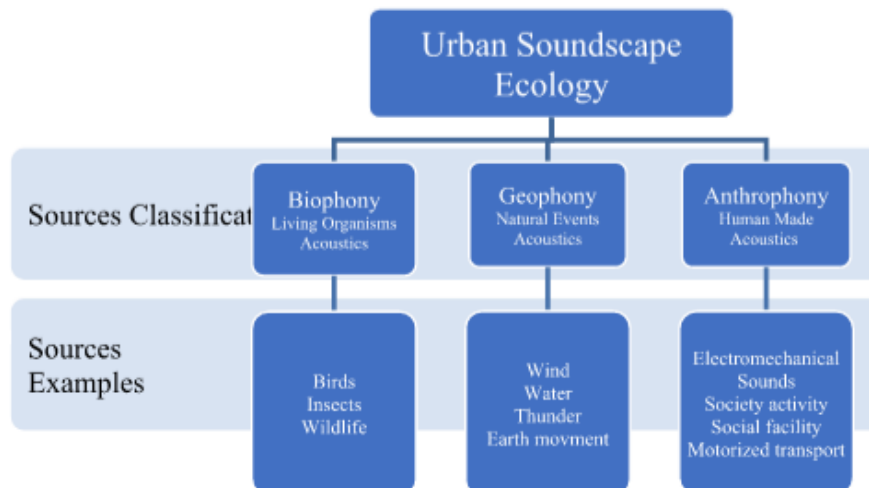 Urban Soundscape
Ecology
Sources Classificat
Biophony
Living Organisms
Acoustics
Geophony
Natural Events
Acoustics
Anthrophony
Human Made
Acoustics
Sources
Examples
Birds
Insects
Wildlife
Wind
Water
Thunder
Earth movment
Electromechanical
Sounds
Society activity
Social facility
Motorized transport